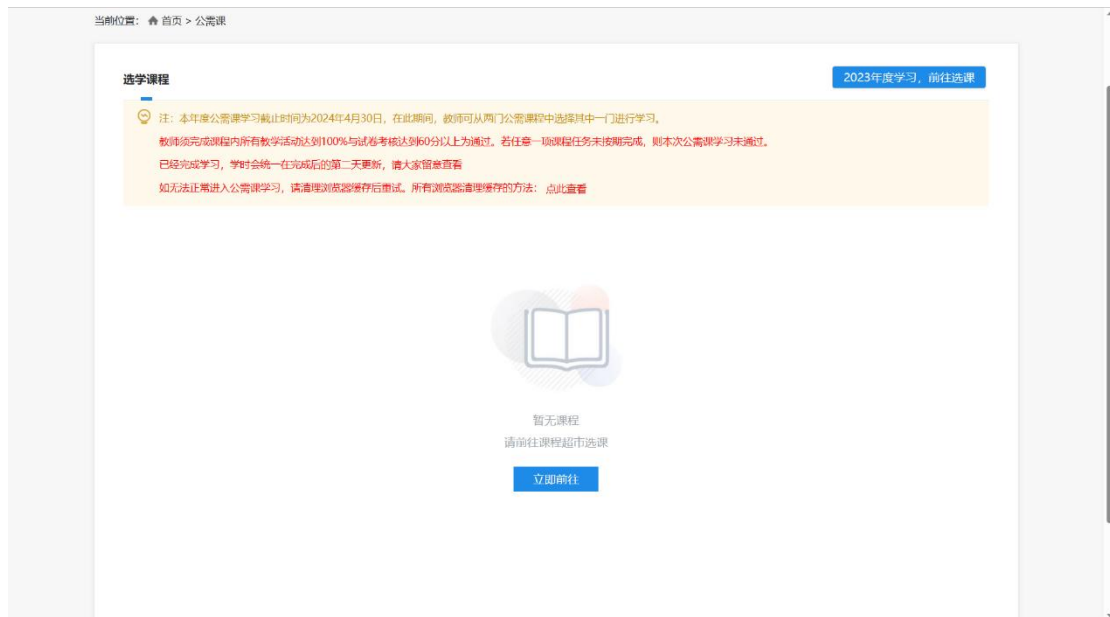 当前位置： 首页 > 公需课
选学课程
2023年度学习，前往选课
注：本年度公需课学习截止时间为2024年4月30日，在此期间，教师可从两门公需课程中选择其中一门进行学习。
教师须完成课程内所有教学活动达到100%与试卷考核达到60分以上为通过。若任意一项课程任务未按期完成，则本次公需课学习未通过。
已经完成学习，学时会统一在完成后的第二天更新，请大家留意查看
如无法正常进入公需课学习，请清理浏览器缓存后重试。所有浏览器清理缓存的方法： 点此查看
暂无课程
请前往课程超市选课
立即前往